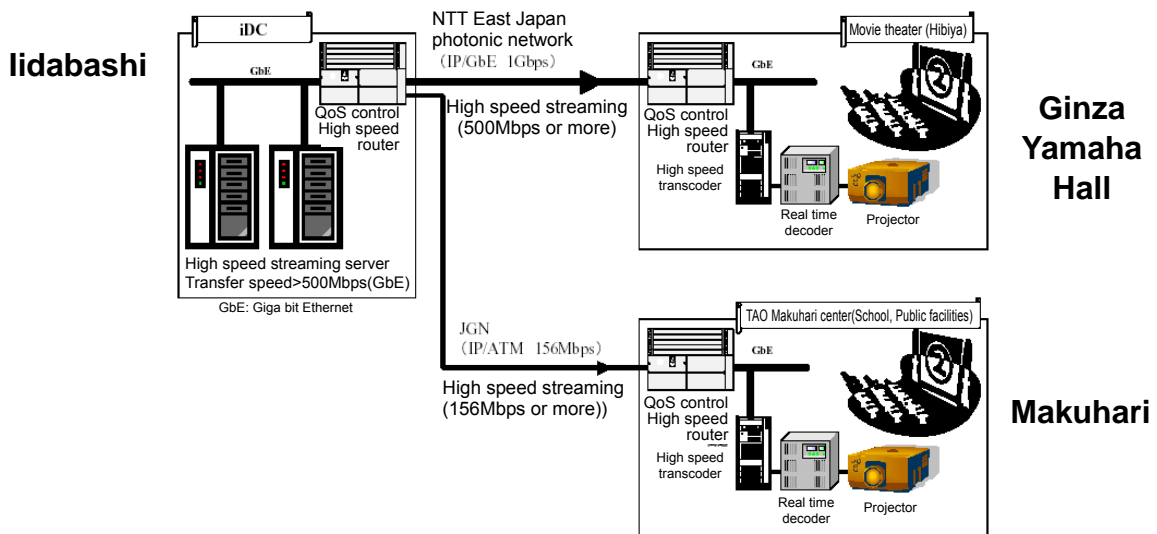 Iidabashi
iDC
GbE
QoS control
High speed
router
High speed streaming server
Transfer speed>500Mbps(GbE)
GbE: Giga bit Ethernet
NTT East Japan
photonic network
(IP/GbE 1Gbps)
High speed streaming
(500Mbps or more)
Movie theater (Hibiya)
GbE
QoS control
High speed
router
High speed
transcoder
Real time
decoder
Projector
2
Ginza
Yamaha
Hall
JGN
(IP/ATM 156Mbps)
High speed streaming
(156Mbps or more))
TAO Makuhari center(School, Public facilities)
GbE
QoS control
High speed
router
High speed
transcoder
Real time
decoder
Projector
2
Makuhari